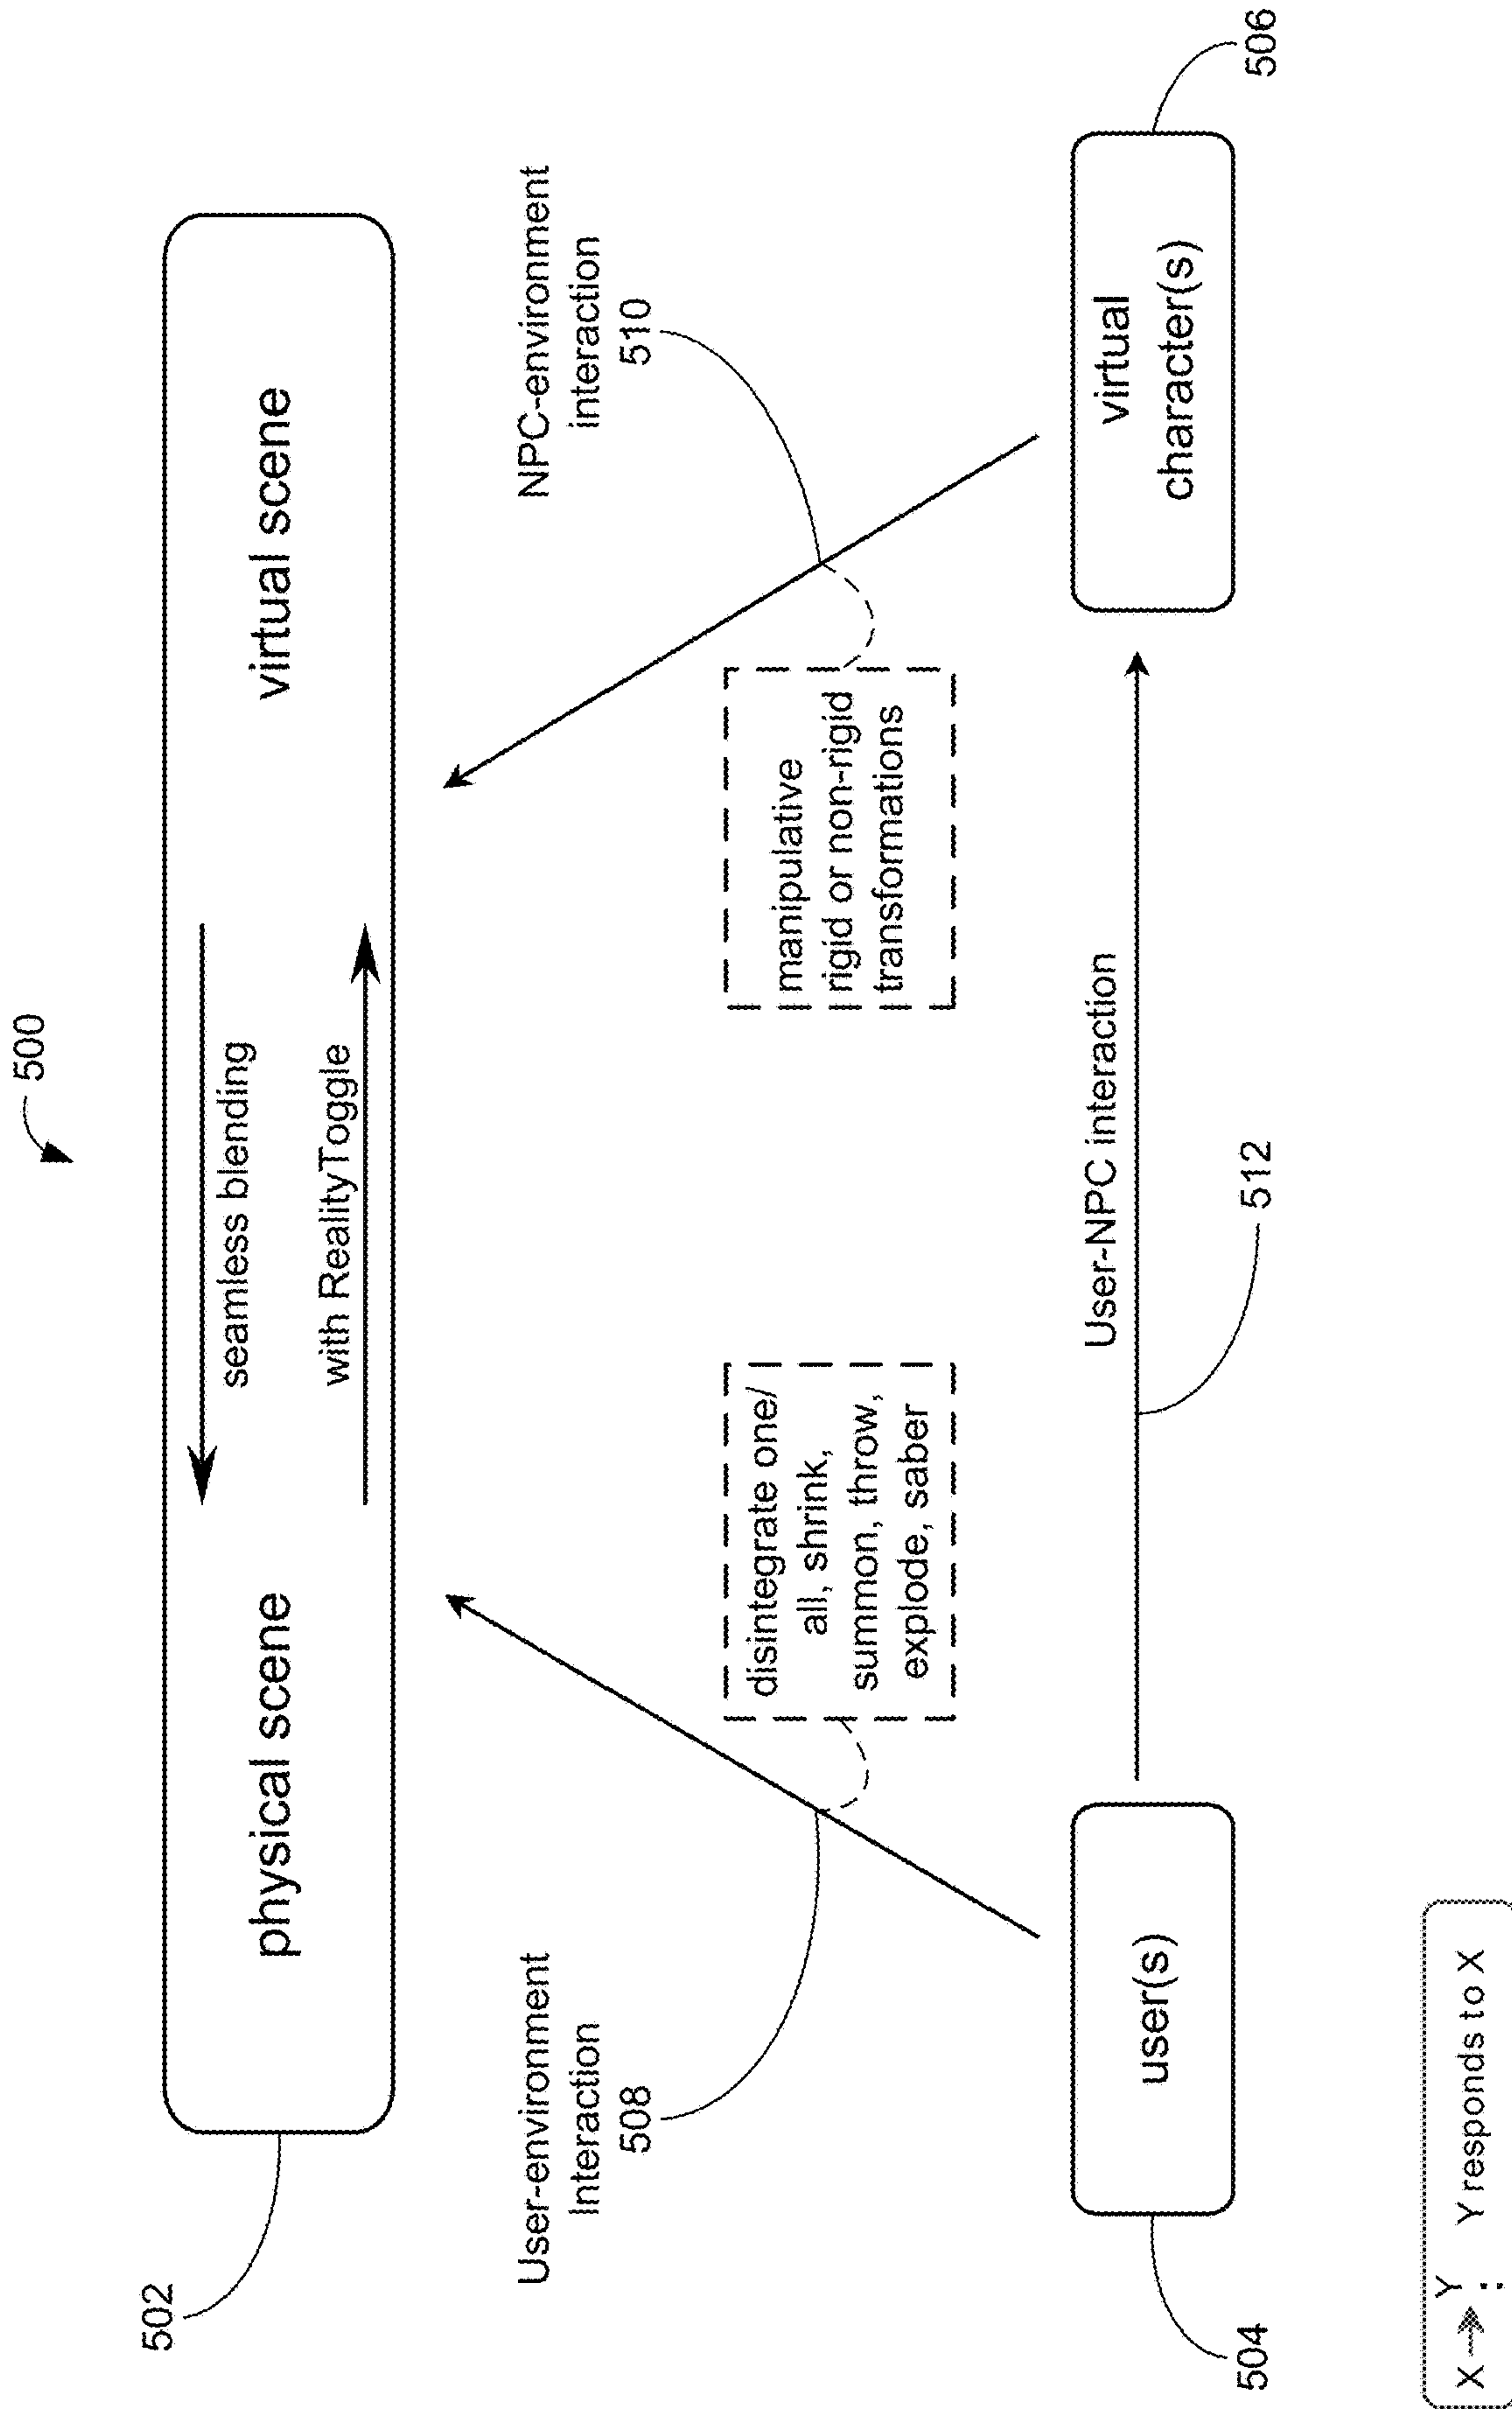 500
502
physical scene
seamless blending
with RealityToggle
virtual scene
User-environment
Interaction
508
NPC-environment
interaction
510
disintegrate one/
all, shrink,
summon, throw,
explode, saber
manipulative
rigid or non-rigid
transformations
user(s)
504
User-NPC interaction
512
virtual
character(s)
506
X → Y : Y responds to X